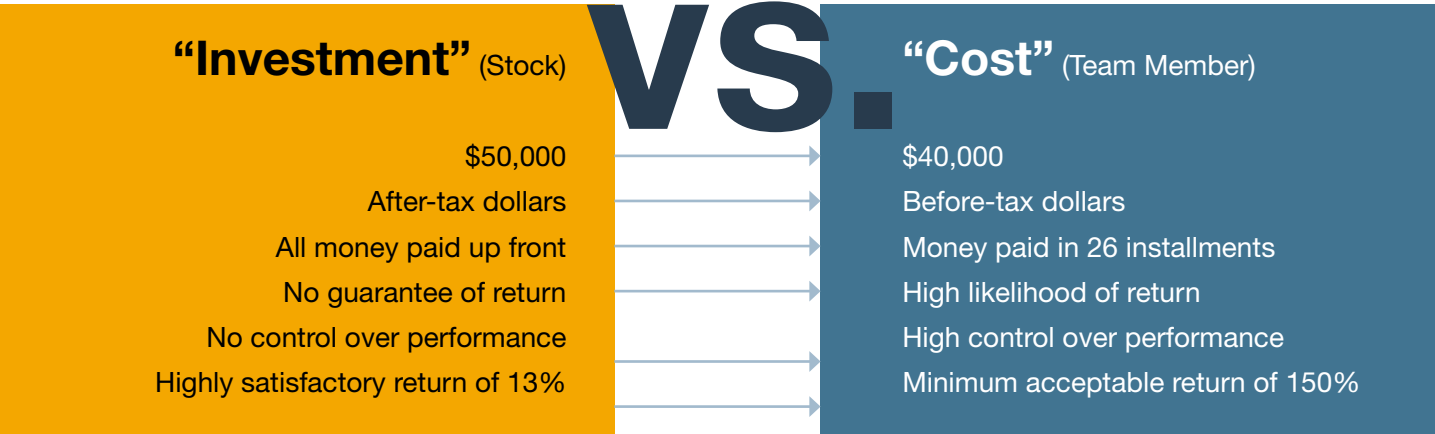 “Investment” (Stock)
vs.
“Cost” (Team Member)
$50,000
$40,000
After-tax dollars
Before-tax dollars
All money paid up front
Money paid in 26 installments
No guarantee of return
High likelihood of return
No control over performance
High control over performance
Highly satisfactory return of 13%
Minimum acceptable return of 150%